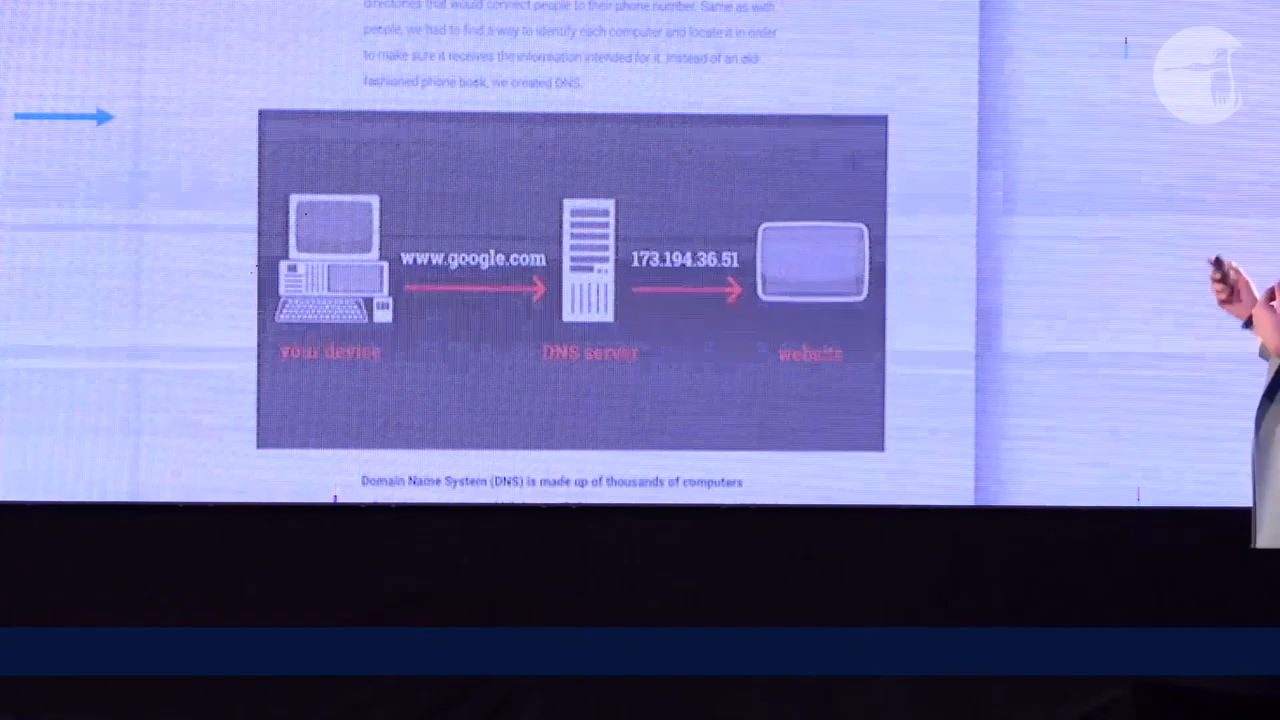 directories that would connect people to their phone number. Same as with
people, we had to find a way to identify each computer and locate it in order
to make sure it receives the information intended for it. Instead of an old
fashioned phone book, we created DNS.
www.google.com
173.194.36.51
your device
DNS server
website
Domain Name System (DNS) is made up of thousands of computers